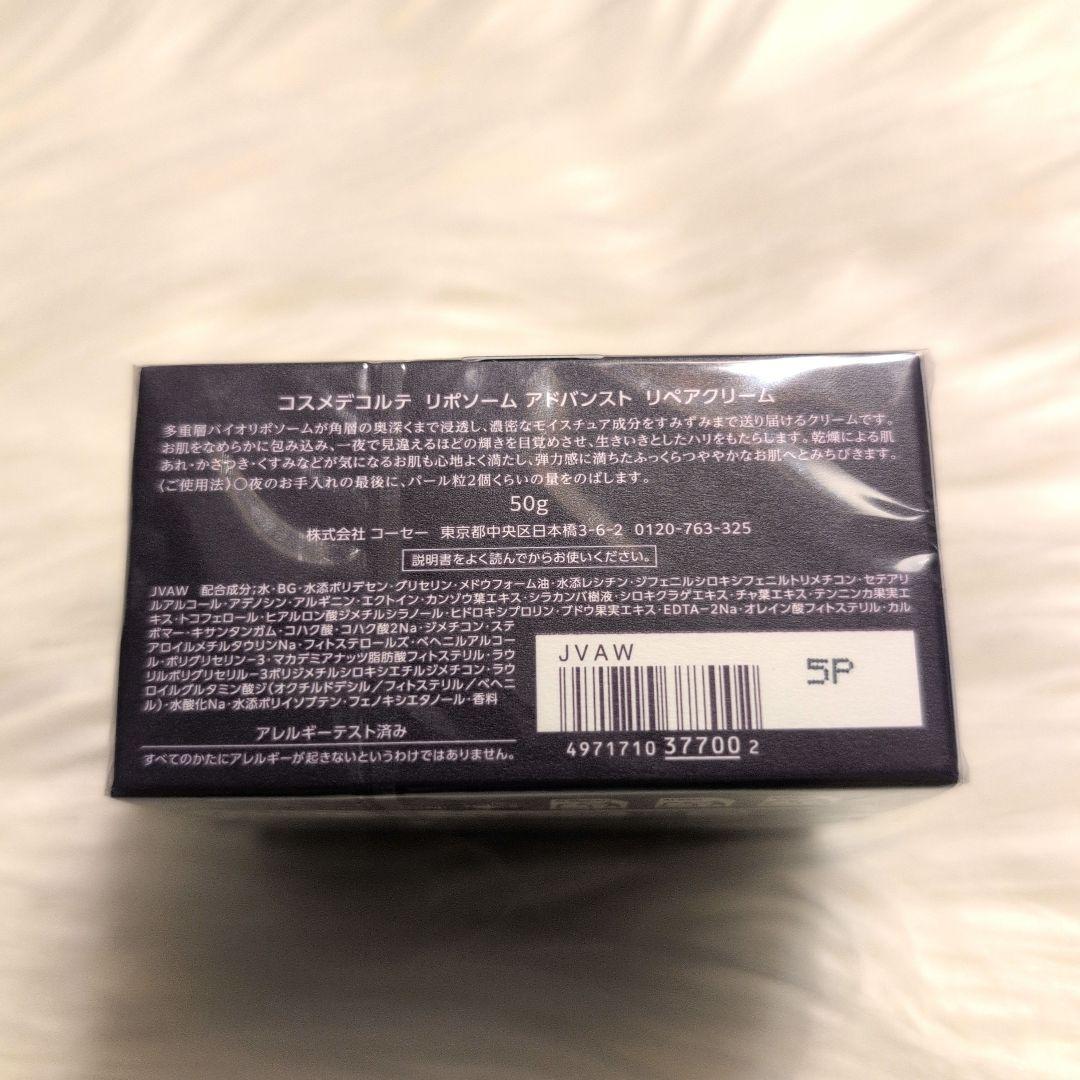 コスメデコルテ リポソーム アドバンスト リペアクリーム
多重層バイオリポソームが角層の奥深くまで浸透し、濃密なモイスチュア成分をすみずみまで送り届けるクリームです。
お肌をなめらかに包み込み、一夜で見違えるほどの輝きを目覚めさせ、生きいきとしたハリをもたらします。乾燥による肌
あれ・かさつき・くすみなどが気になるお肌も心地よく満たし、弾力感に満ちたふっくらつややかなお肌へとみちびきます。
〈ご使用法〉○夜のお手入れの最後に、パール粒2個くらいの量をのばします。
50g
株式会社 コーセー 東京都中央区日本橋3-6-2 0120-763-325
説明書をよく読んでからお使いください。
JVAW 配合成分;水・BG・水添ポリデセン・グリセリン・メドウフォーム油・水添レシチン・ジフェニルシロキシフェニルトリメチコン・セテアリ
ルアルコール・アデノシン・アルギニン・エクトイン・カンゾウ葉エキス・シラカンバ樹液・シロキクラゲエキス・チャ葉エキス・テンニンカ果実エ
キス・トコフェロール・ヒアルロン酸ジメチルシラノール・ヒドロキシプロリン・ブドウ果実エキス・EDTA-2Na・オレイン酸フィトステリル・カル
ボマー・キサンタンガム・コハク酸・コハク酸2Na・ジメチコン・ステ
アロイルメチルタウリンNa・フィトステロールズ・ベヘニルアルコー
ル・ポリグリセリン-3・マカデミアナッツ脂肪酸フィトステリル・ラウ
リルポリグリセリル-3ポリジメチルシロキシエチルジメチコン・ラウ
ロイルグルタミン酸ジ(オクチルドデシル/フィトステリル/ベヘニ
ル)・水酸化Na・水添ポリイソブテン・フェノキシエタノール・香料
JVAW
5P
4971710 37700 2
アレルギーテスト済み
すべてのかたにアレルギーが起きないというわけではありません。